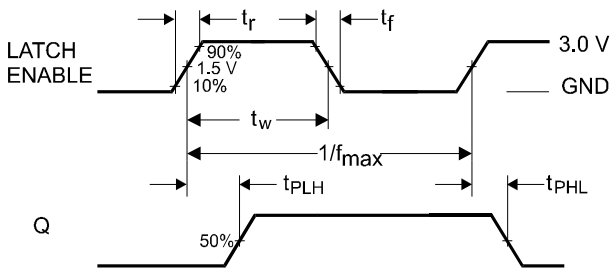 tr
tf
LATCH
ENABLE
90%
1.5 V
10%
3.0 V
GND
tw
1/fmax
tPLH
tPHL
Q
50%